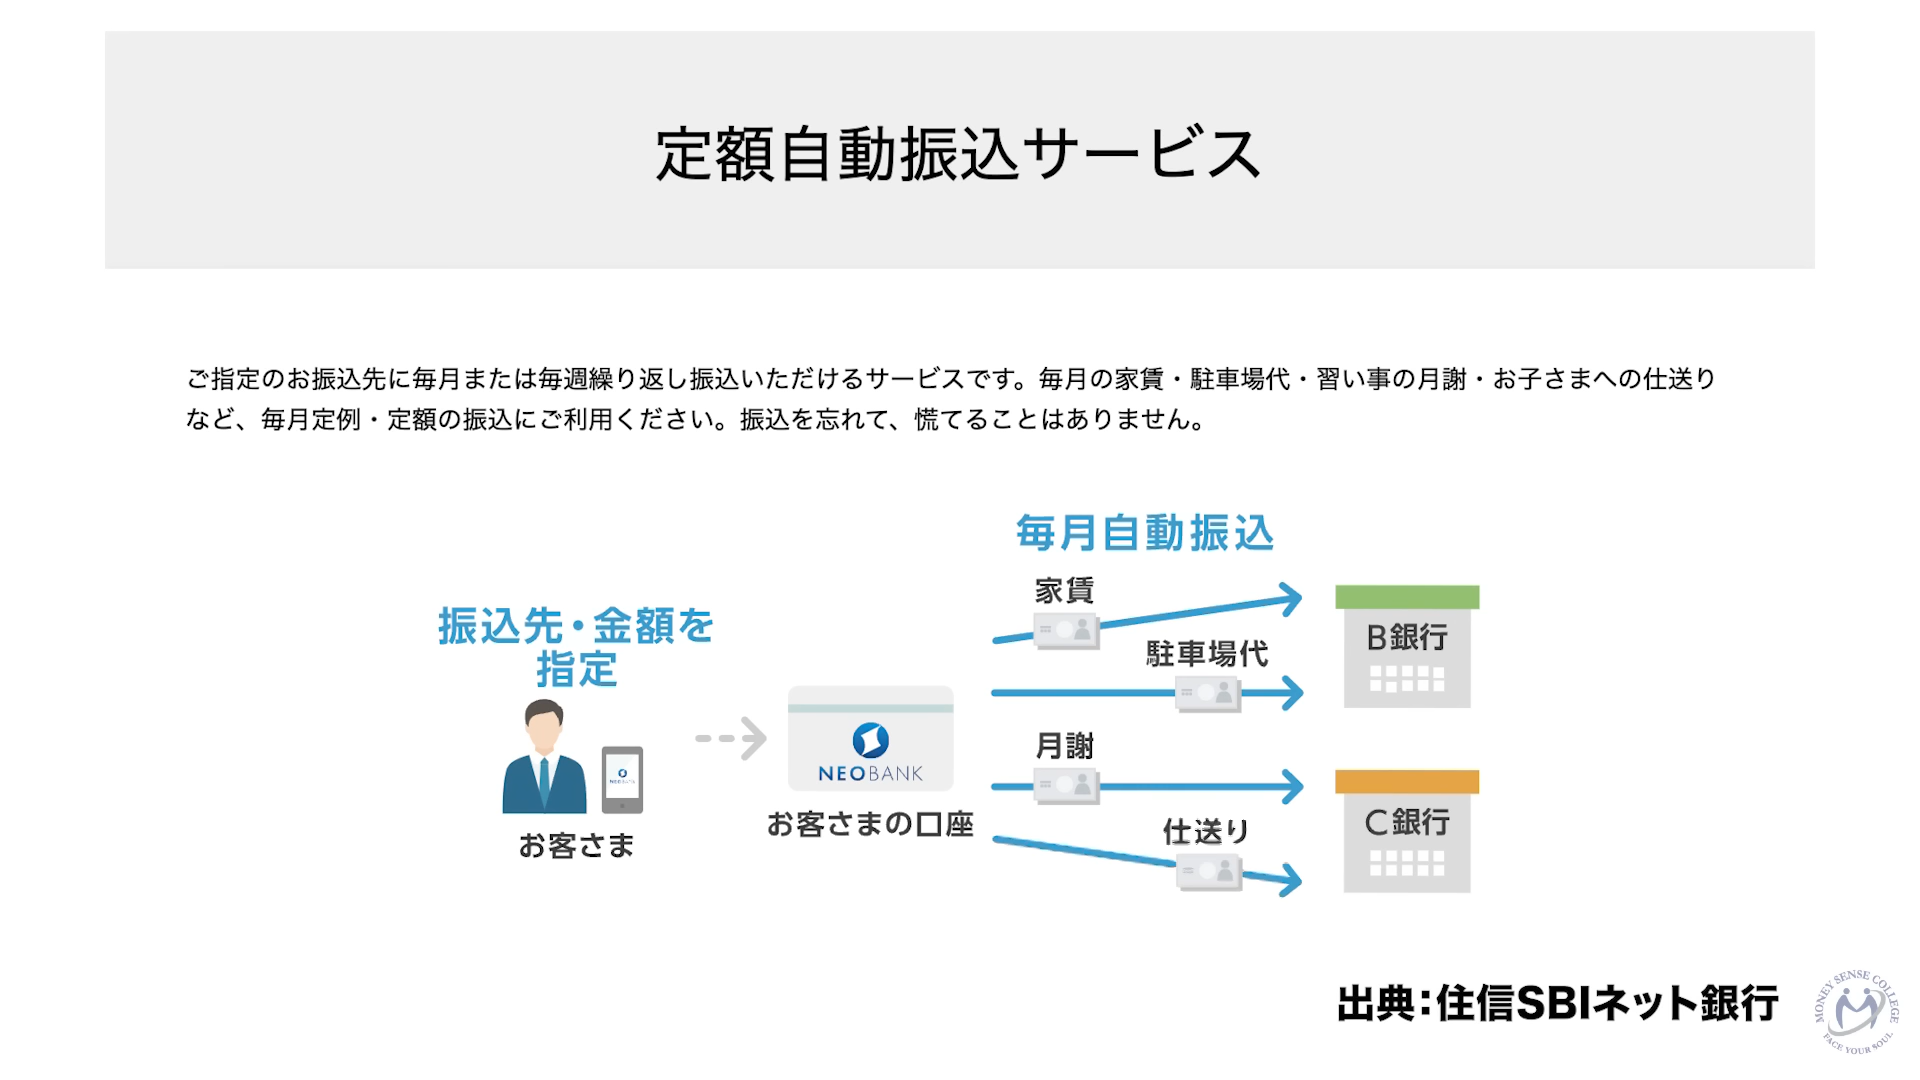 定額自動振込サービス
ご指定のお振込先に毎月または毎週繰り返し振込いただけるサービスです。毎月の家賃・駐車場代・習い事の月謝・お子さまへの仕送り
など、毎月定例・定額の振込にご利用ください。振込を忘れて、慌てることはありません。
毎月自動振込
振込先・金額を
指定
家賃
駐車場代
月謝
仕送り
B銀行
C銀行
NEOBANK
NEOBANK
お客さま
お客さまの口座
出典：住信SBIネット銀行
MONEY SENSE COLLEGE
FACE YOUR SOUL